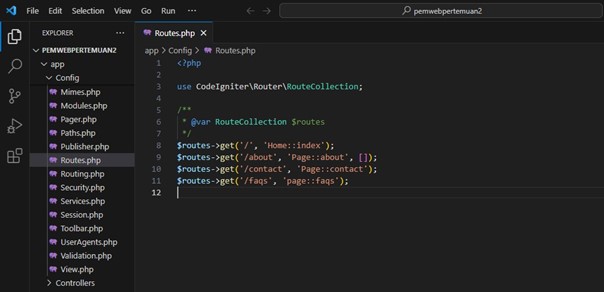 File Edit Selection View Go Run ··· pemwebpertemuan2
EXPLORER ···
PEMWEBPERTEMUAN2
app
Config
Mimes.php
Modules.php
Pager.php
Paths.php
Publisher.php
Routes.php
Routing.php
Security.php
Services.php
Session.php
Toolbar.php
UserAgents.php
Validation.php
View.php
Controllers
Routes.php ×
app > Config > Routes.php
1 <?php
2
3 use CodeIgniter\Router\RouteCollection;
4
5 /**
6 * @var RouteCollection $routes
7 */
8 $routes->get('/', 'Home::index');
9 $routes->get('/about', 'Page::about', []);
10 $routes->get('/contact', 'Page::contact');
11 $routes->get('/faqs', 'page::faqs');
12